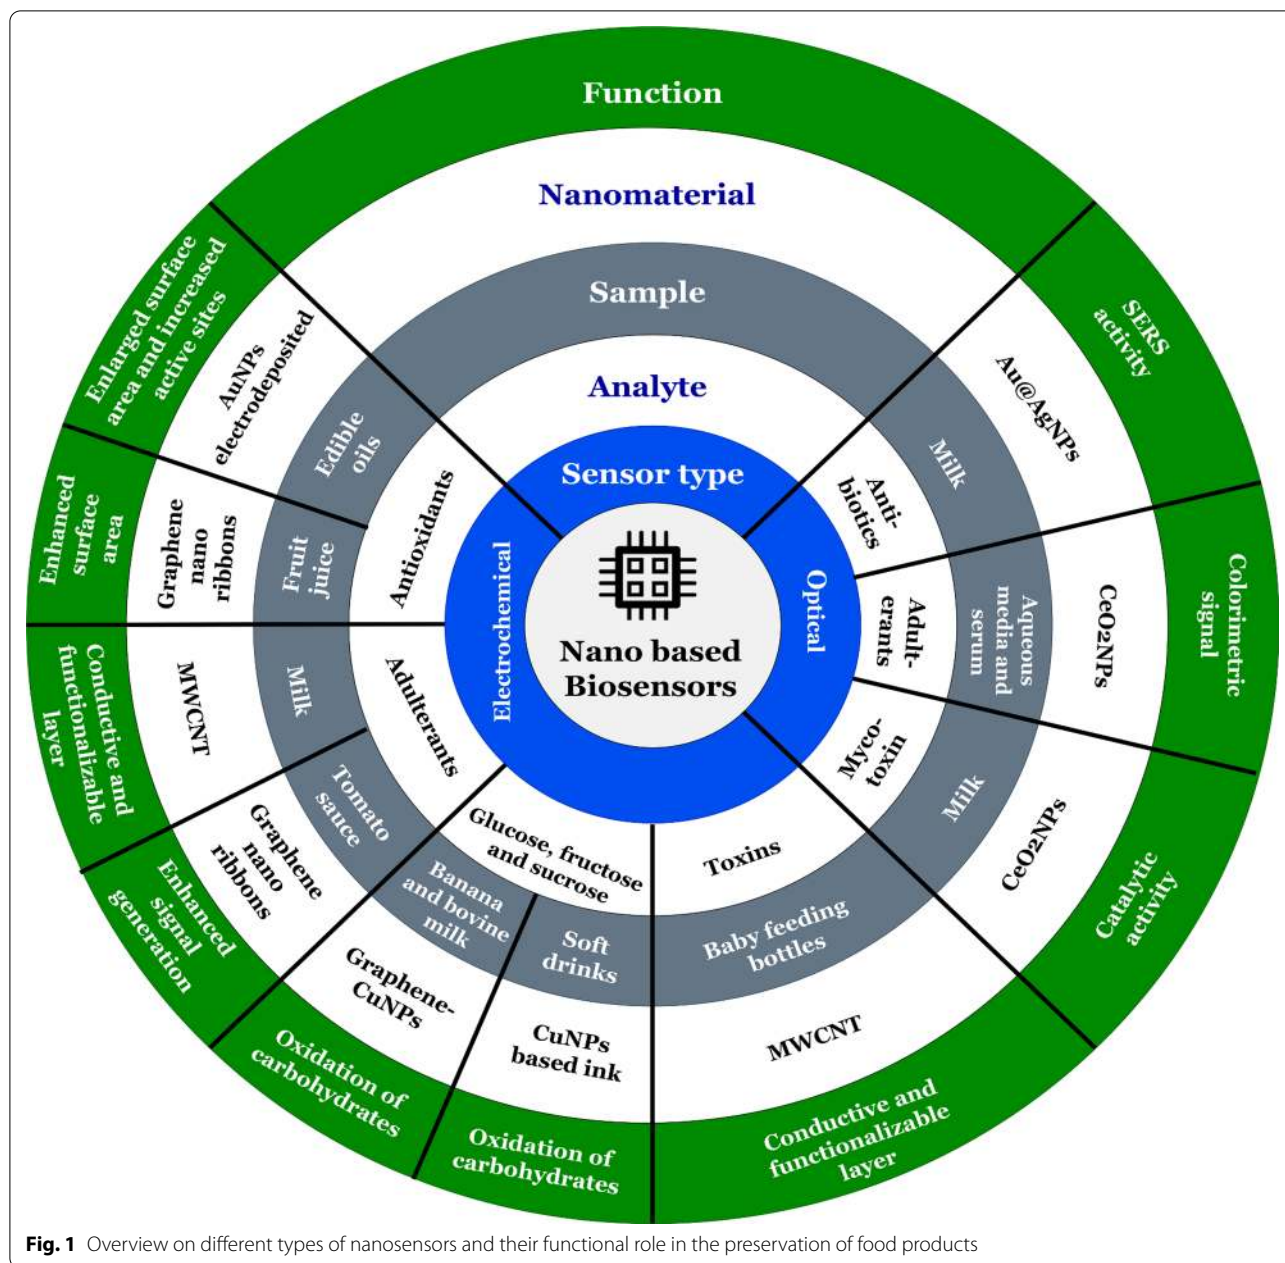 Function
Nanomaterial
Sample
Analyte
Sensor type
Nano based
Biosensors
Optical
Electrochemical
SERS
activity
Au@AgNPs
Milk
Anti-
biotics
Colorimetric
signal
CeO2NPs
Aqueous
media and
serum
Adult-
erants
Catalytic
activity
CeO2NPs
Milk
Myco-
toxin
Conductive and
functionalizable
layer
MWCNT
Baby feeding
bottles
Toxins
Oxidation of
carbohydrates
CuNPs
based ink
Soft
drinks
Glucose, fructose
and sucrose
Oxidation of
carbohydrates
Graphene-
CuNPs
Banana
and bovine
milk
Enhanced
signal
generation
Graphene
nano
ribbons
Tomato
sauce
Adulterants
Conductive and
functionalizable
layer
MWCNT
Milk
Enhanced
surface
area
Graphene
nano
ribbons
Fruit
juice
Antioxidants
Enlarged surface
area and increased
active sites
AuNPs
electrodeposited
Edible
oils
Fig. 1 Overview on different types of nanosensors and their functional role in the preservation of food products